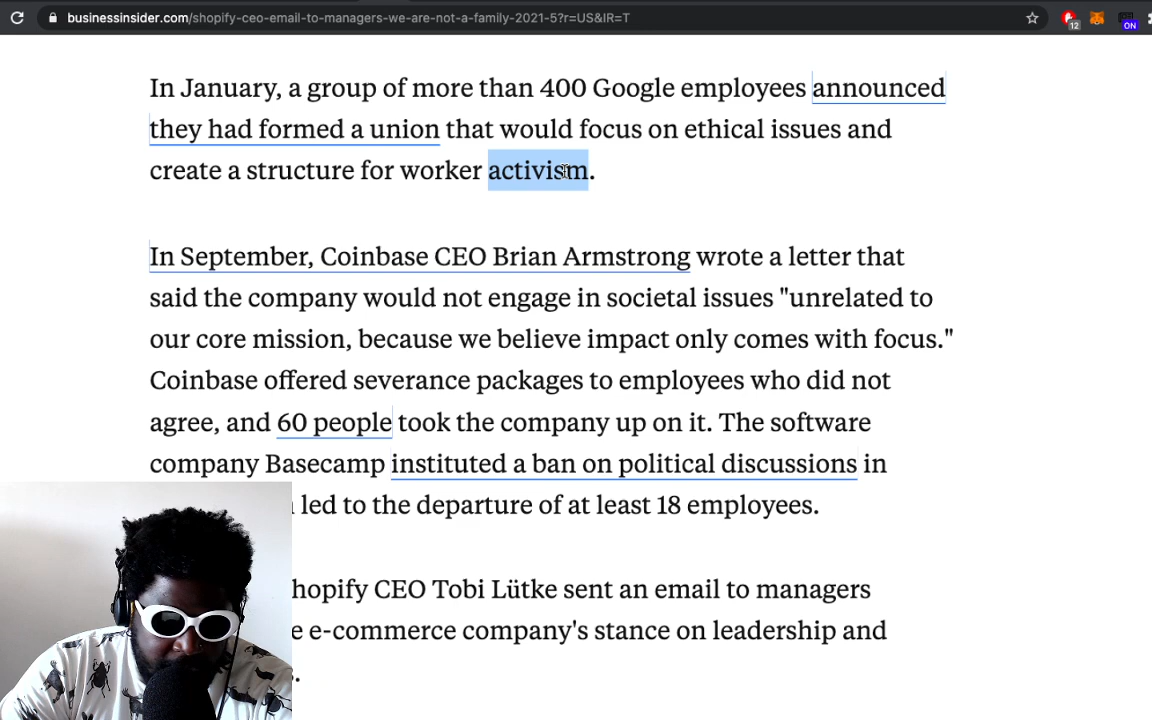 businessinsider.com/shopify-ceo-email-to-managers-we-are-not-a-family-2021-5?r=US&IR=T
12
ON
In January, a group of more than 400 Google employees announced
they had formed a union that would focus on ethical issues and
create a structure for worker activism.
In September, Coinbase CEO Brian Armstrong wrote a letter that
said the company would not engage in societal issues "unrelated to
our core mission, because we believe impact only comes with focus."
Coinbase offered severance packages to employees who did not
agree, and 60 people took the company up on it. The software
company Basecamp instituted a ban on political discussions in
led to the departure of at least 18 employees.
hopify CEO Tobi Lütke sent an email to managers
e e-commerce company's stance on leadership and